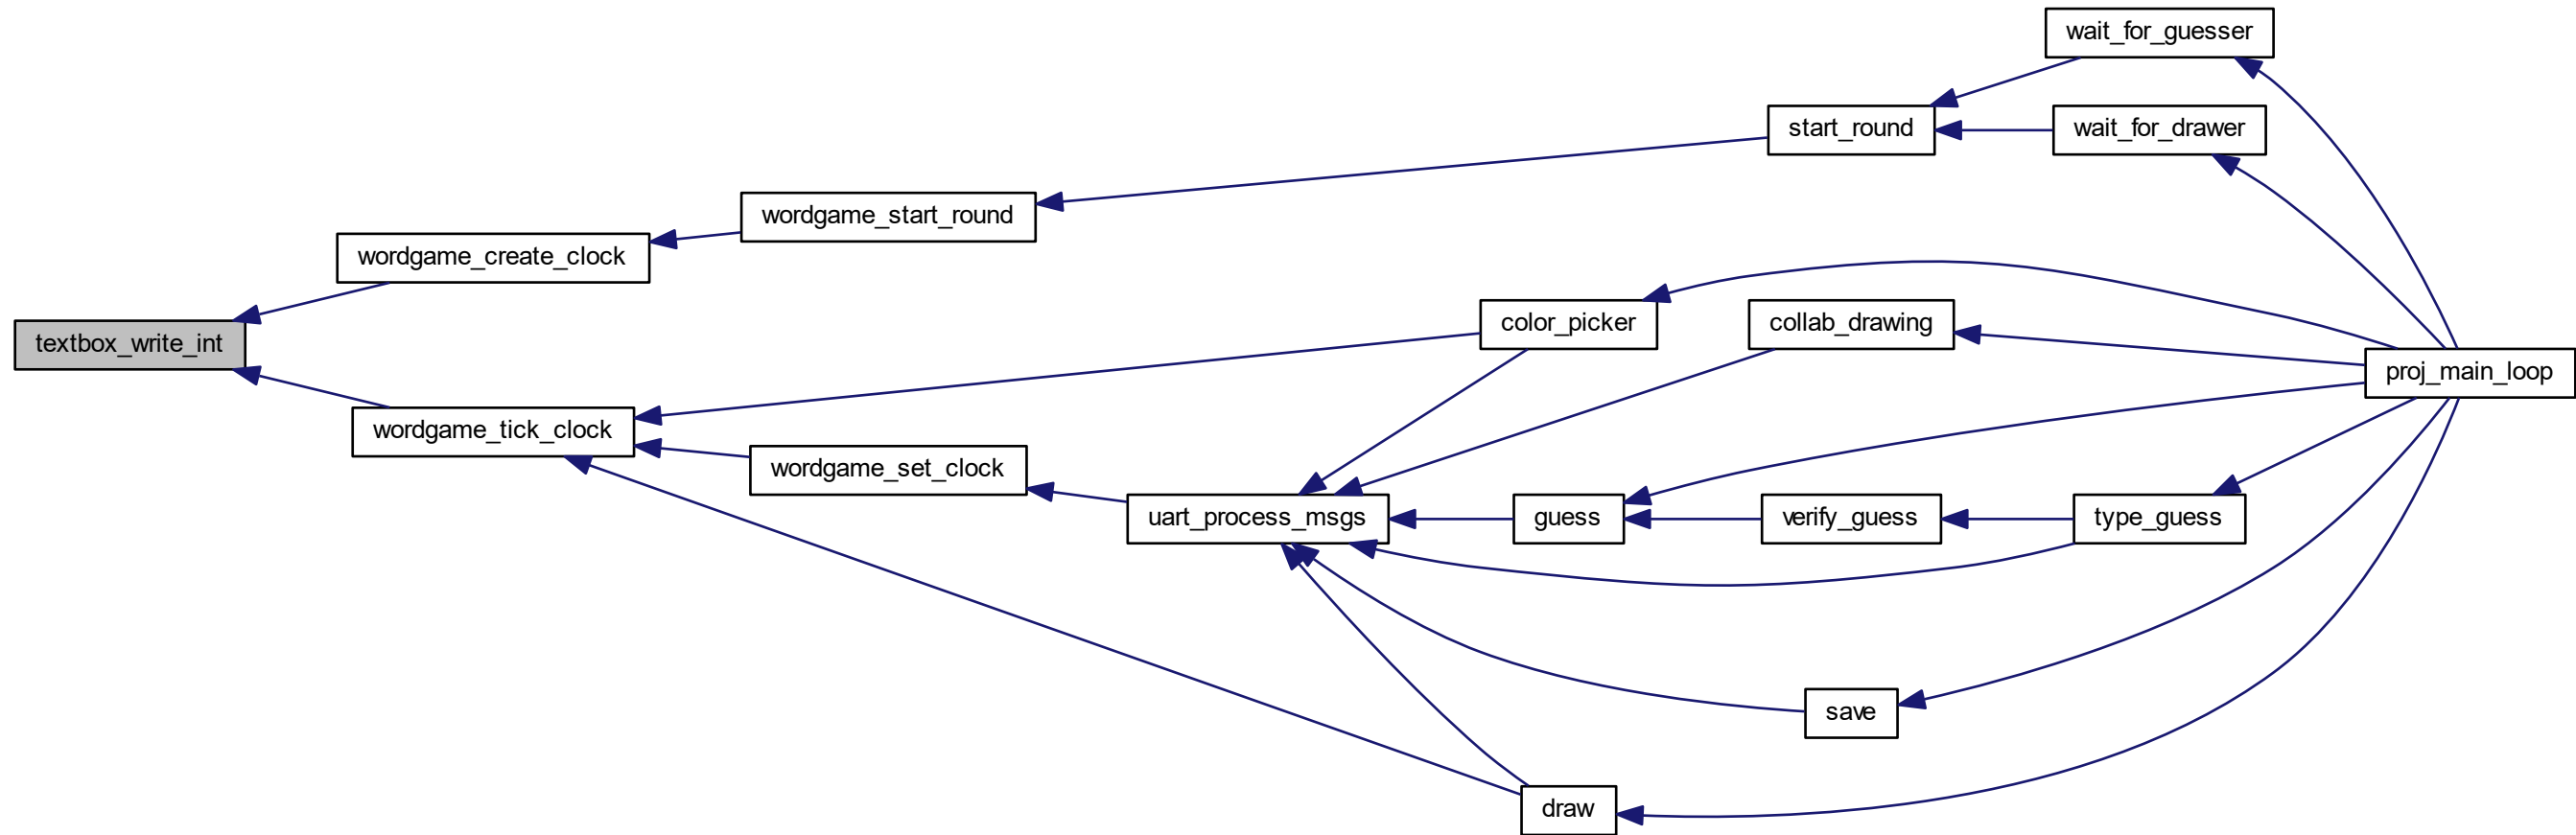 wait_for_guesser
start_round
wait_for_drawer
wordgame_start_round
wordgame_create_clock
color_picker
collab_drawing
textbox_write_int
proj_main_loop
wordgame_tick_clock
wordgame_set_clock
uart_process_msgs
guess
verify_guess
type_guess
save
draw